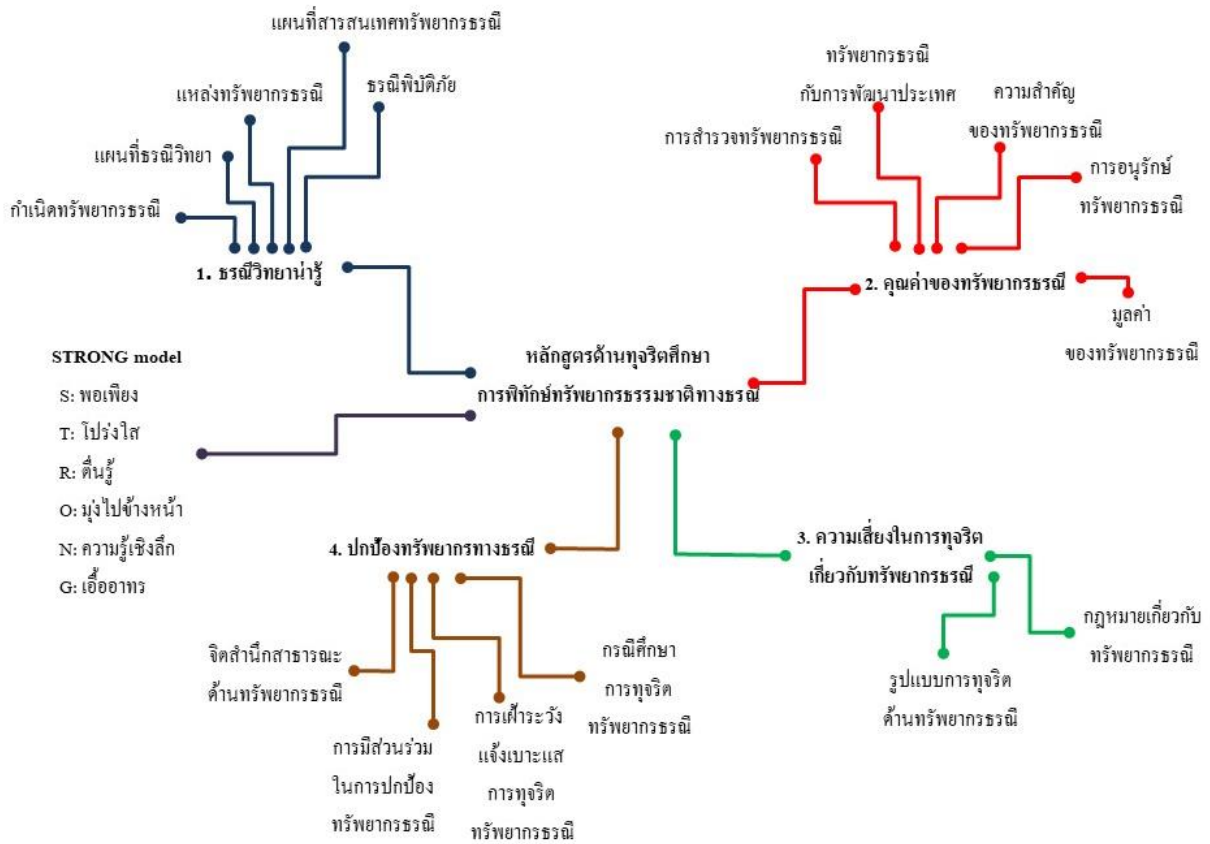 แผนที่สารสนเทศทรัพยากรธรณี
ธรณีพิบัติภัย
แหล่งทรัพยากรธรณี
แผนที่ธรณีวิทยา
กำเนิดทรัพยากรธรณี
1. ธรณีวิทยาน่ารู้
ทรัพยากรธรณี
กับการพัฒนาประเทศ
ความสำคัญ
ของทรัพยากรธรณี
การสำรวจทรัพยากรธรณี
การอนุรักษ์
ทรัพยากรธรณี
2. คุณค่าของทรัพยากรธรณี
มูลค่า
ของทรัพยากรธรณี
หลักสูตรด้านทุจริตศึกษา
การพิทักษ์ทรัพยากรธรรมชาติทางธรณี
STRONG model
S: พอเพียง
T: โปร่งใส
R: ตื่นรู้
O: มุ่งไปข้างหน้า
N: ความรู้เชิงลึก
G: เอื้ออาทร
3. ความเสี่ยงในการทุจริต
เกี่ยวกับทรัพยากรธรณี
กฎหมายเกี่ยวกับ
ทรัพยากรธรณี
รูปแบบการทุจริต
ด้านทรัพยากรธรณี
4. ปกป้องทรัพยากรทางธรณี
จิตสำนึกสาธารณะ
ด้านทรัพยากรธรณี
การมีส่วนร่วม
ในการปกป้อง
ทรัพยากรธรณี
การเฝ้าระวัง
แจ้งเบาะแส
การทุจริต
ทรัพยากรธรณี
กรณีศึกษา
การทุจริต
ทรัพยากรธรณี